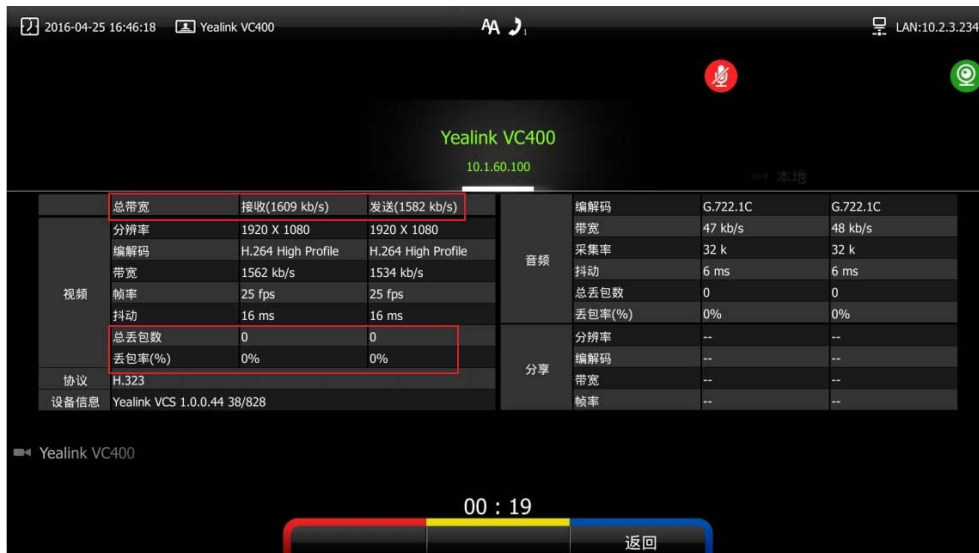 2016-04-25 16:46:18 Yealink VC400 AA 1 LAN:10.2.3.234
Yealink VC400
10.1.60.100
本地
总带宽 接收(1609 kb/s) 发送(1582 kb/s)
视频
分辨率 1920 X 1080 1920 X 1080
编解码 H.264 High Profile H.264 High Profile
带宽 1562 kb/s 1534 kb/s
帧率 25 fps 25 fps
抖动 16 ms 16 ms
总丢包数 0 0
丢包率(%) 0% 0%
协议 H.323
设备信息 Yealink VCS 1.0.0.44 38/828
音频
编解码 G.722.1C G.722.1C
带宽 47 kb/s 48 kb/s
采集率 32 k 32 k
抖动 6 ms 6 ms
总丢包数 0 0
丢包率(%) 0% 0%
分享
分辨率 -- --
编解码 -- --
带宽 -- --
帧率 -- --
Yealink VC400
00 : 19
返回